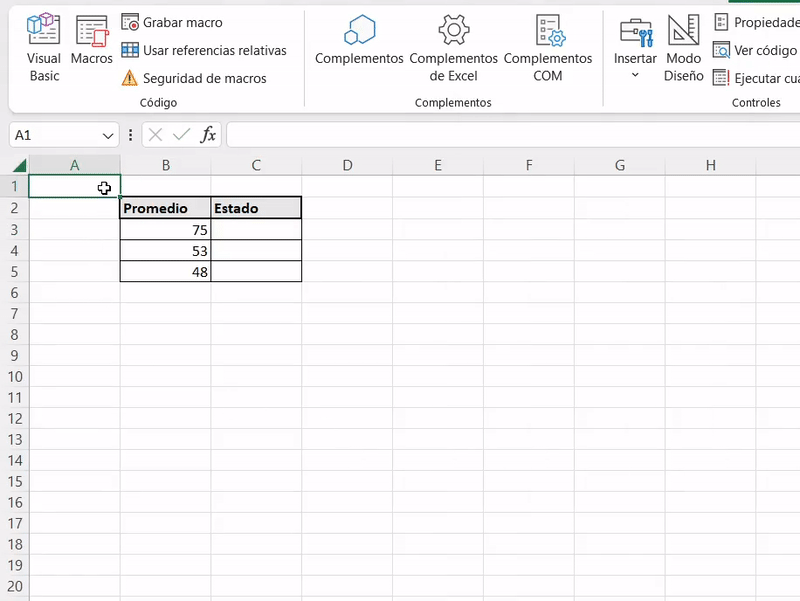 Visual Basic
Macros
Grabar macro
Usar referencias relativas
Seguridad de macros
Código
Complementos
Complementos de Excel
Complementos COM
Complementos
Insertar
Modo Diseño
Propiedade
Ver código
Ejecutar cua
Controles
A1
fx
A B C D E F G H
1
2 Promedio Estado
3 75
4 53
5 48
6
7
8
9
10
11
12
13
14
15
16
17
18
19
20